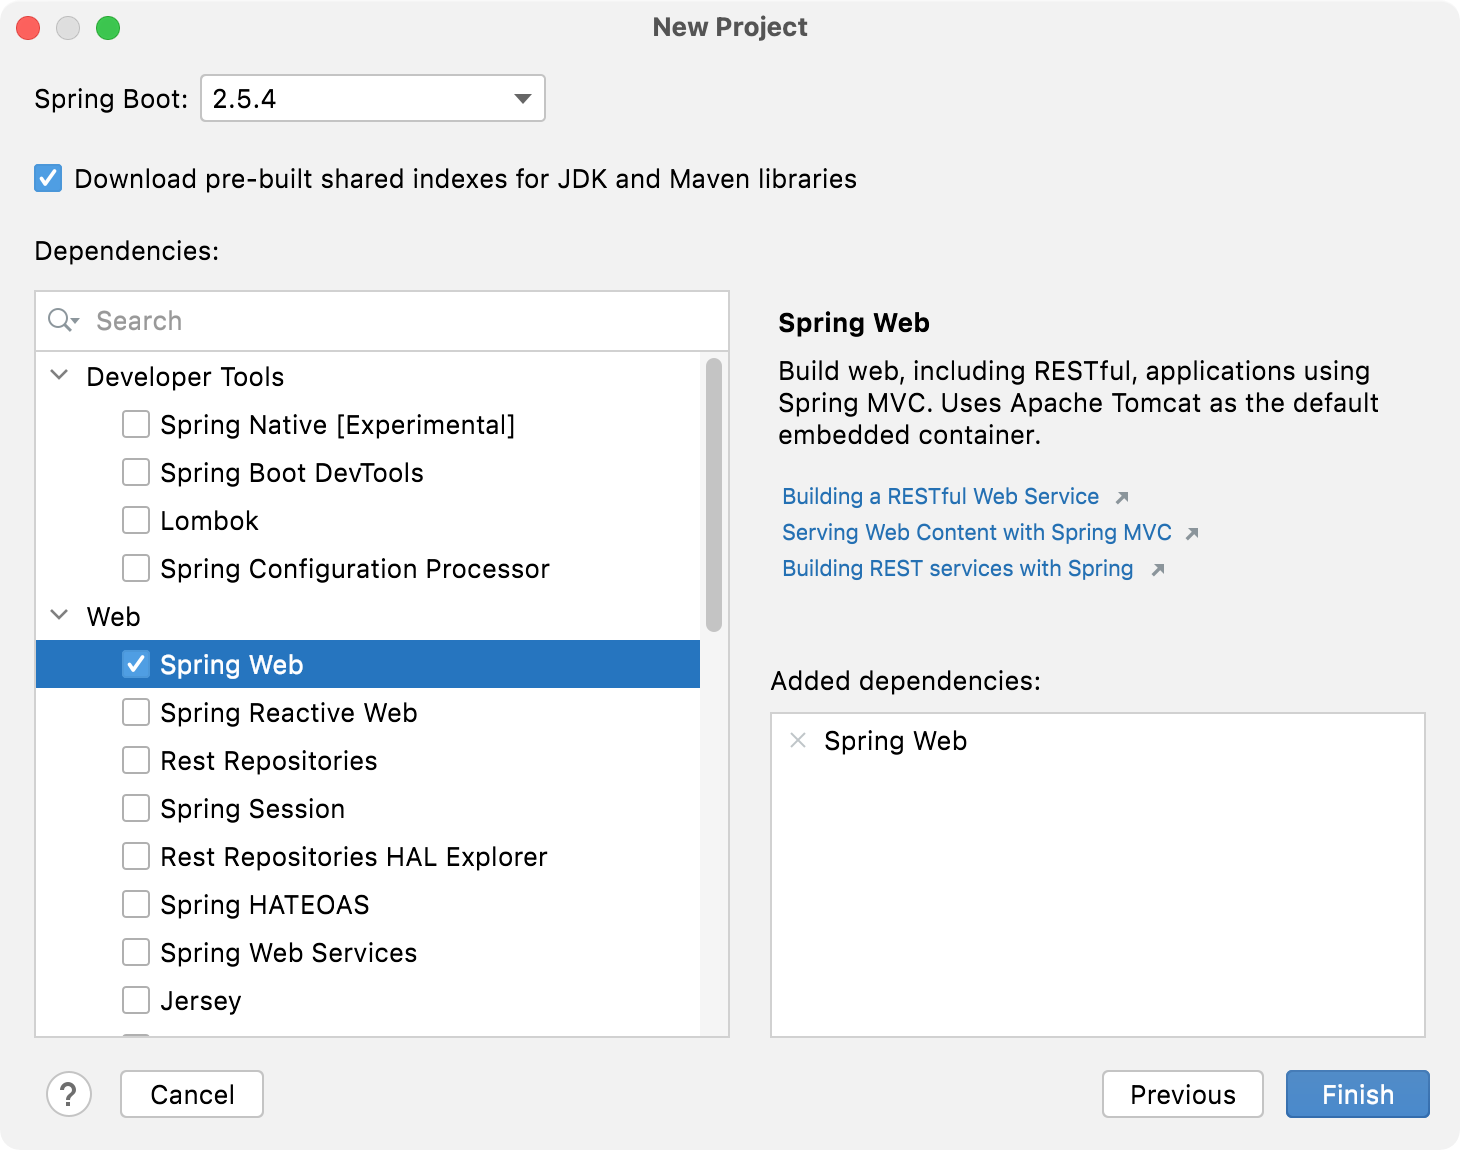 New Project
Spring Boot: 2.5.4
Download pre-built shared indexes for JDK and Maven libraries
Dependencies:
Search
Developer Tools
Spring Native [Experimental]
Spring Boot DevTools
Lombok
Spring Configuration Processor
Web
Spring Web
Spring Reactive Web
Rest Repositories
Spring Session
Rest Repositories HAL Explorer
Spring HATEOAS
Spring Web Services
Jersey
Spring Web
Build web, including RESTful, applications using
Spring MVC. Uses Apache Tomcat as the default
embedded container.
Building a RESTful Web Service
Serving Web Content with Spring MVC
Building REST services with Spring
Added dependencies:
Spring Web
? Cancel Previous Finish